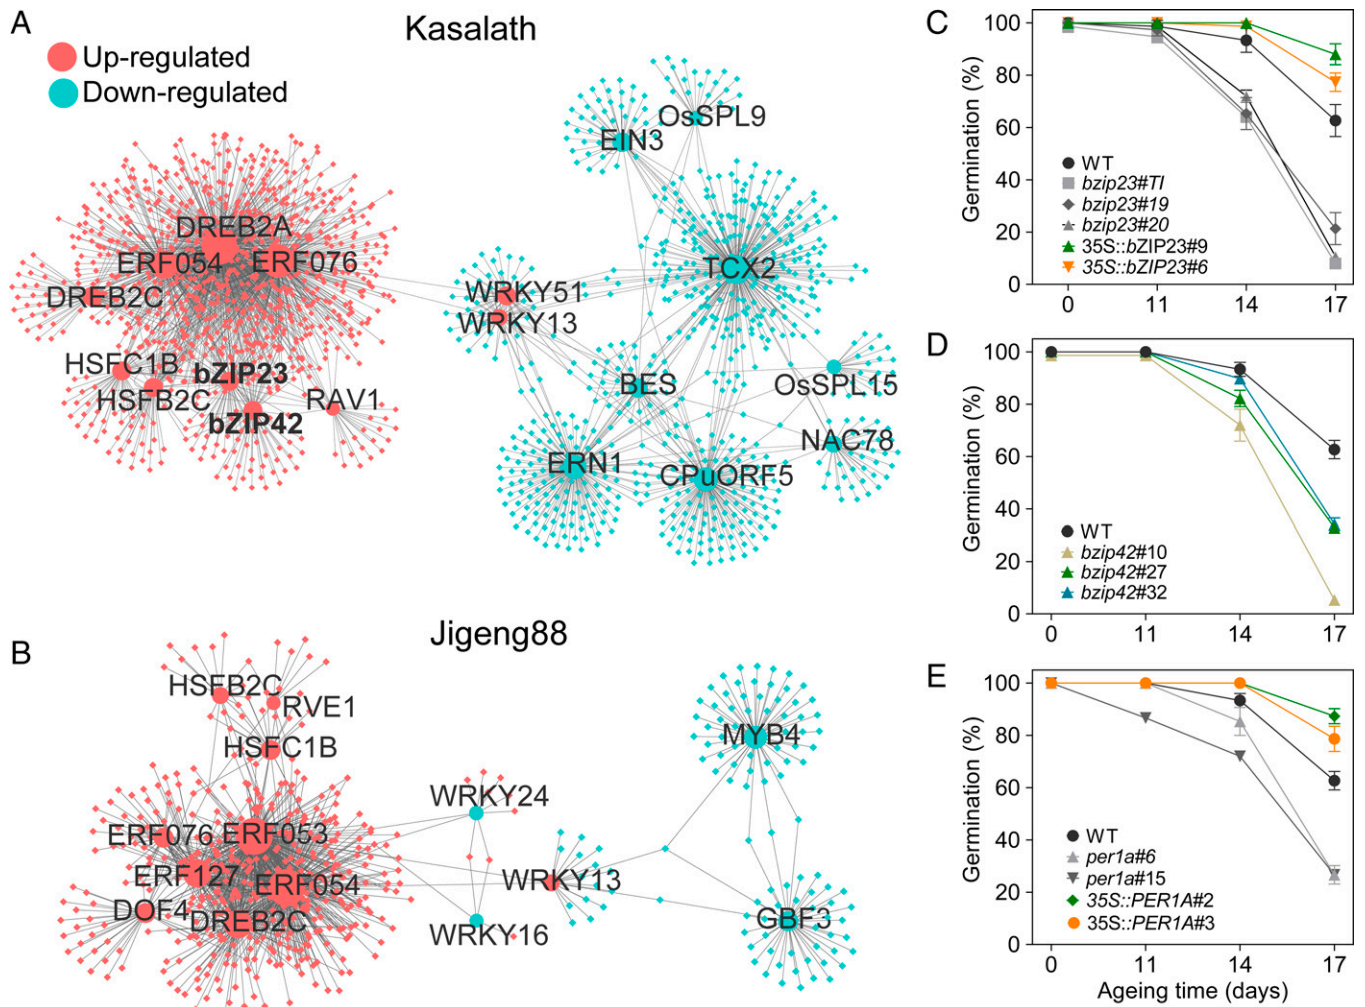 A
Kasalath
Up-regulated
Down-regulated
OsSPL9
EIN3
DREB2A
ERF054
ERF076
TCX2
DREB2C
WRKY51
WRKY13
HSFC1B
bZIP23
HSFB2C
RAV1
BES
OsSPL15
bZIP42
NAC78
ERN1
CPuORF5
B
Jigeng88
HSFB2C
RVE1
HSFC1B
MYB4
WRKY24
ERF076
ERF053
ERF127
ERF054
WRKY13
DOF4
DREB2C
GBF3
WRKY16
C
Germination (%)
100
80
60
40
20
0
WT
bzip23#TI
bzip23#19
bzip23#20
35S::bZIP23#9
35S::bZIP23#6
0 11 14 17
D
Germination (%)
100
80
60
40
20
0
WT
bzip42#10
bzip42#27
bzip42#32
0 11 14 17
E
Germination (%)
100
80
60
40
20
0
WT
per1a#6
per1a#15
35S::PER1A#2
35S::PER1A#3
0 11 14 17
Ageing time (days)